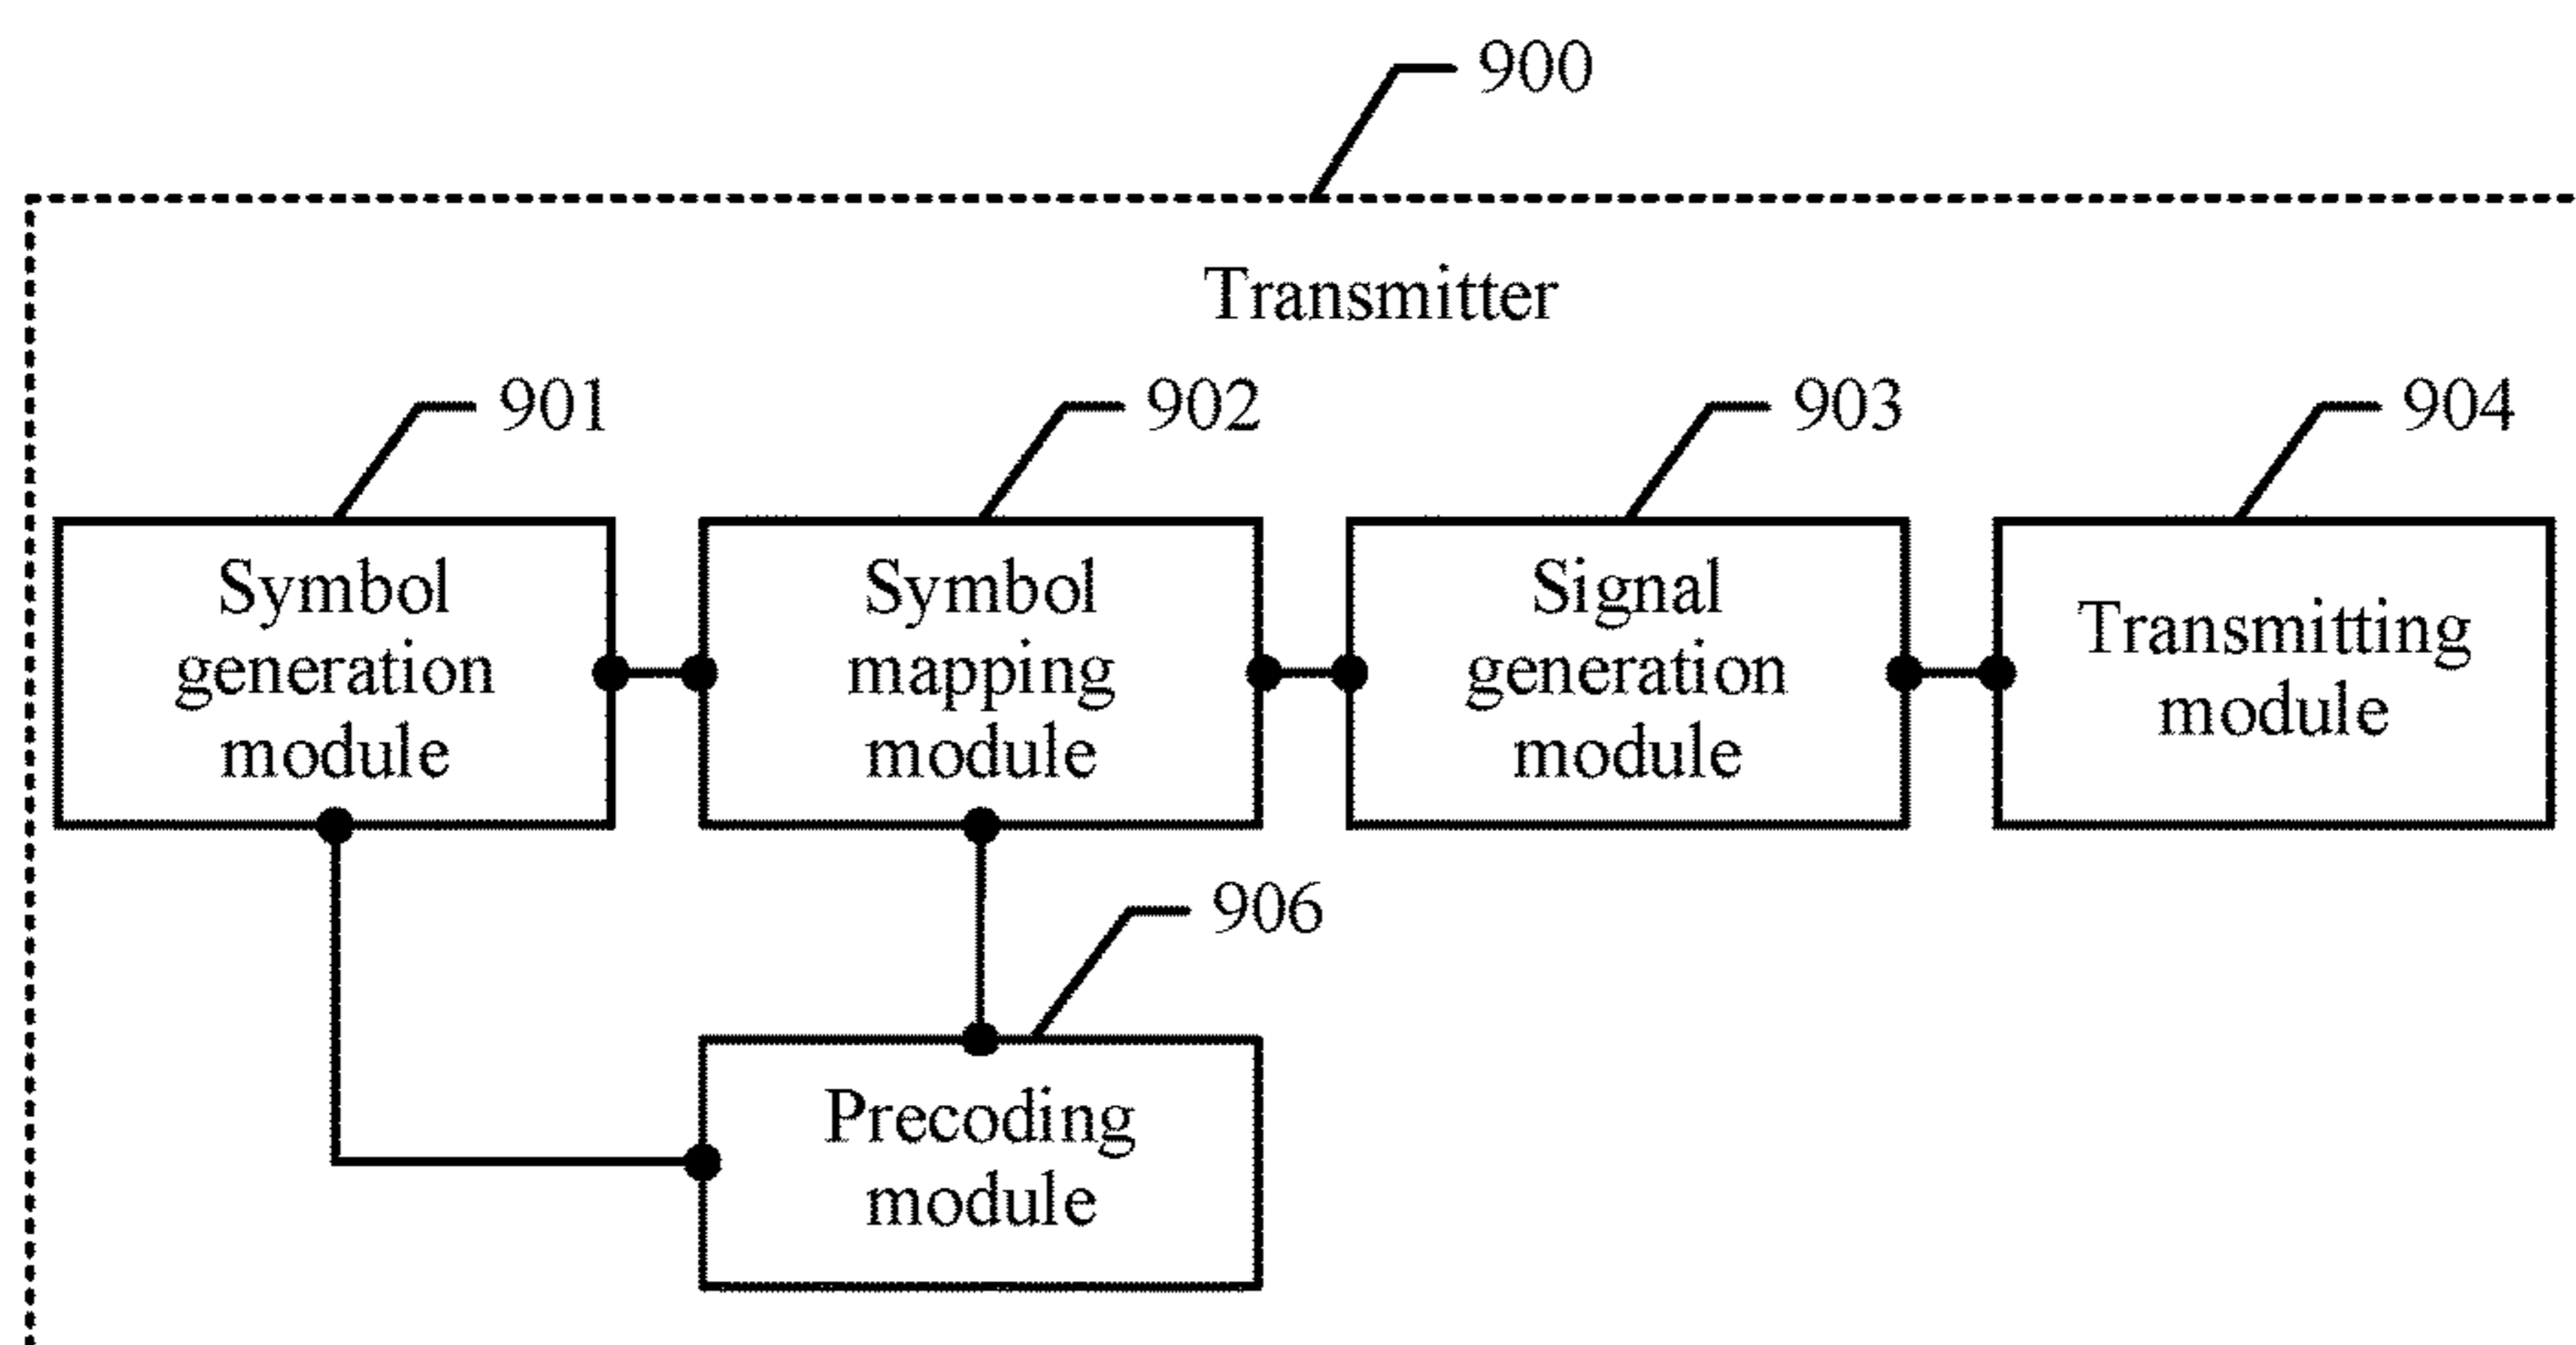 900
Transmitter
901
902
903
904
Symbol
generation
module
Symbol
mapping
module
Signal
generation
module
Transmitting
module
906
Precoding
module